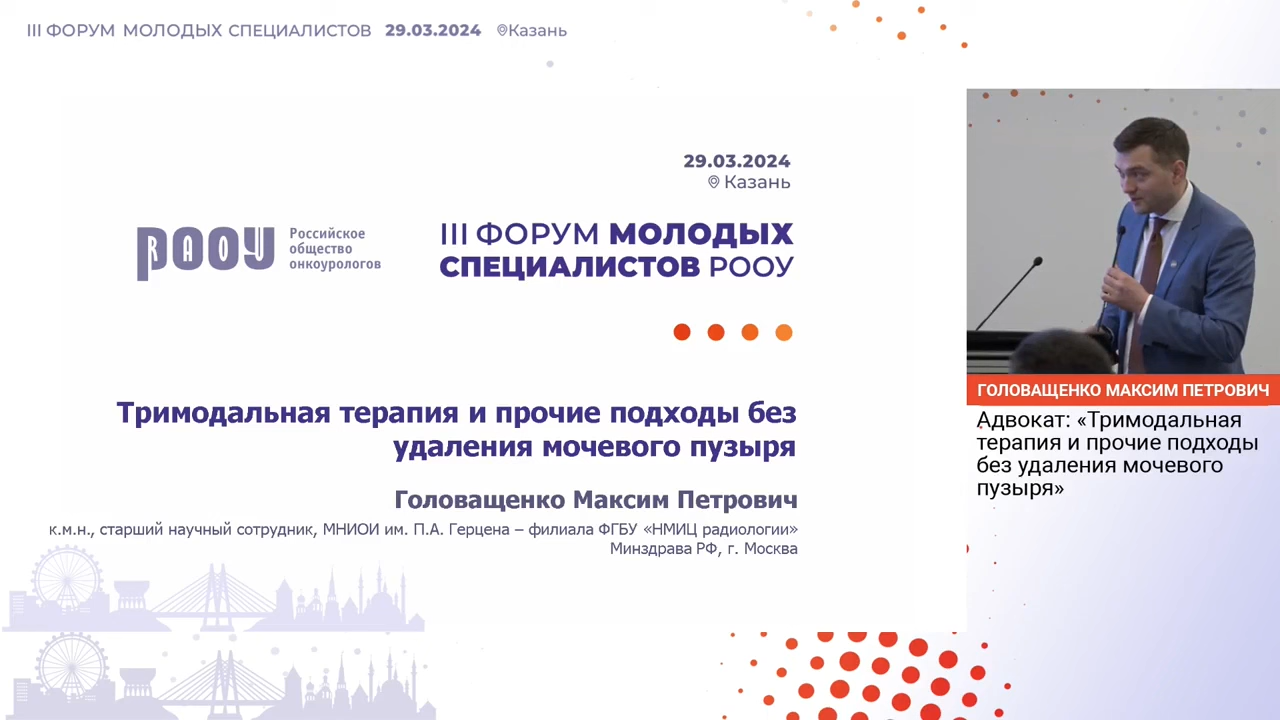 III ФОРУМ МОЛОДЫХ СПЕЦИАЛИСТОВ 29.03.2024 Казань
29.03.2024
Казань
РООУ
RAOU
Российское
общество
онкоурологов
III ФОРУМ МОЛОДЫХ
СПЕЦИАЛИСТОВ РООУ
Тримодальная терапия и прочие подходы без
удаления мочевого пузыря
Головащенко Максим Петрович
к.м.н., старший научный сотрудник, МНИОИ им. П.А. Герцена – филиала ФГБУ «НМИЦ радиологии»
Минздрава РФ, г. Москва
ГОЛОВАЩЕНКО МАКСИМ ПЕТРОВИЧ
Адвокат: «Тримодальная
терапия и прочие подходы
без удаления мочевого
пузыря»